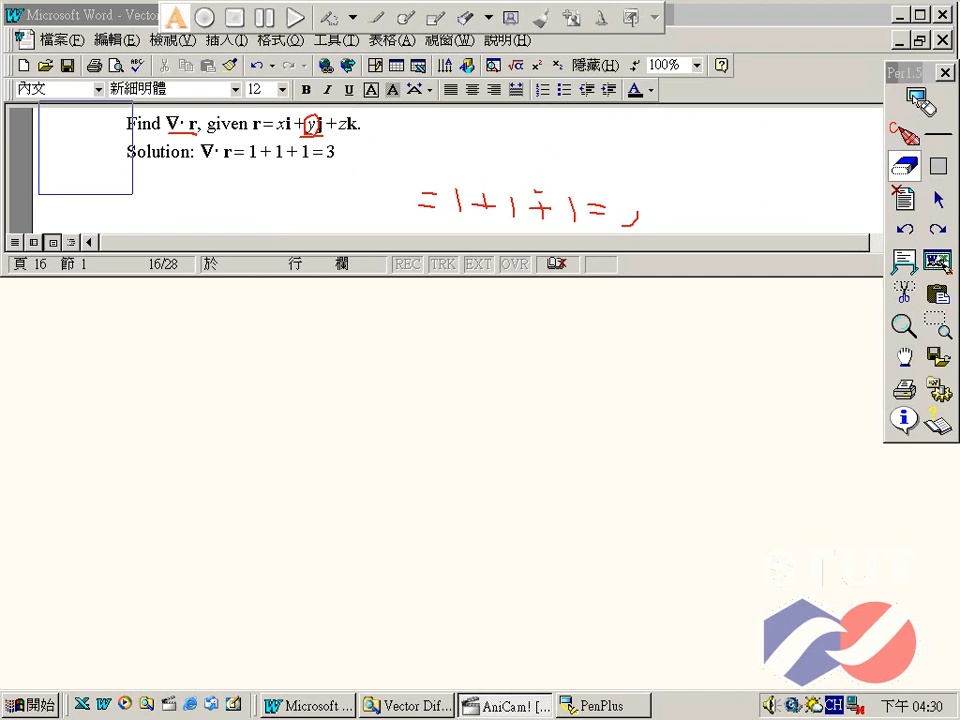 Microsoft Word - Vector
檔案(F) 編輯(E) 檢視(V) 插入(I) 格式(O) 工具(T) 表格(A) 視窗(W) 說明(H)
隱藏(H) 100%
內文 新細明體 12 B I U A A A
Per1.5
Find ∇· r, given r = xi + yj + zk.
Solution: ∇· r = 1 + 1 + 1 = 3
= 1 + 1 + 1 =
頁 16 節 1 16/28 於 行 欄 REC TRK EXT OVR
STUT
開始 Microsoft ... Vector Dif... AniCam! [... PenPlus CH 下午 04:30